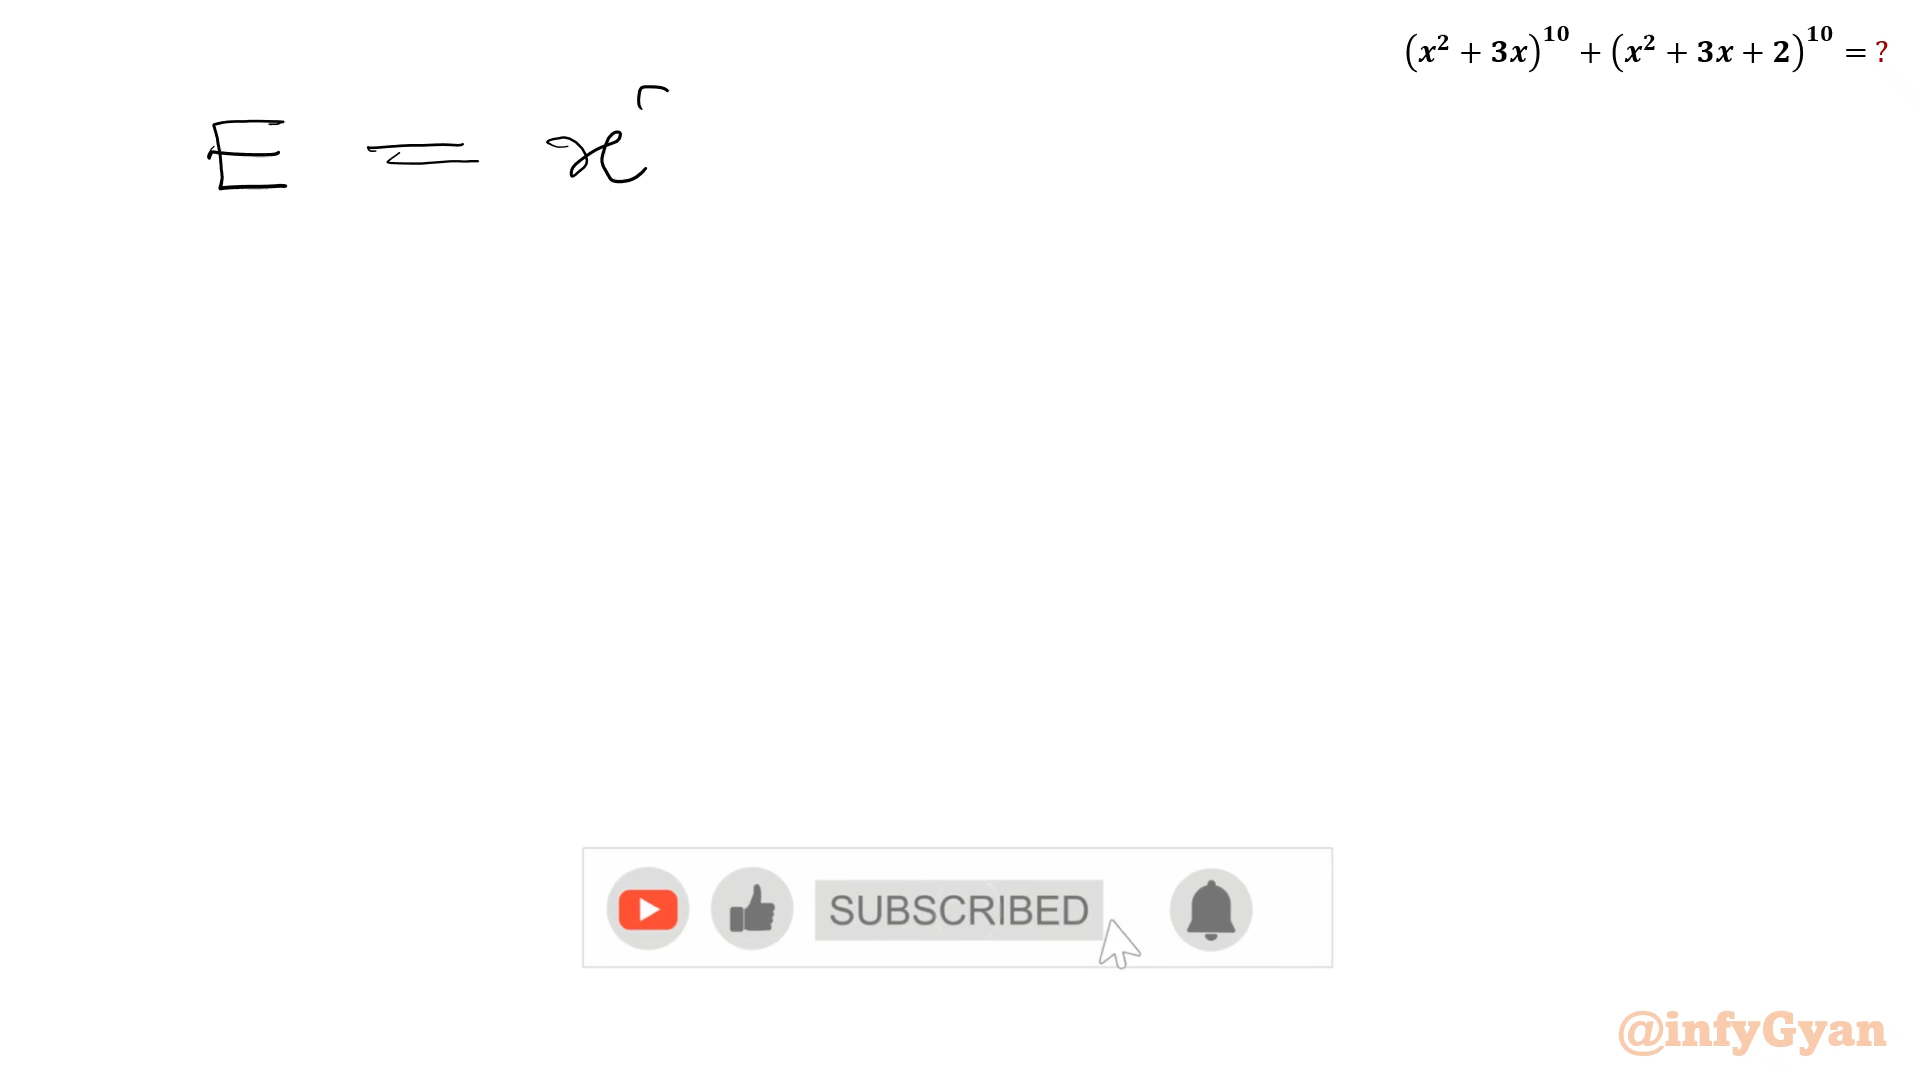 (x² + 3x)¹⁰ + (x² + 3x + 2)¹⁰ = ?
E = x
SUBSCRIBED
@infyGyan